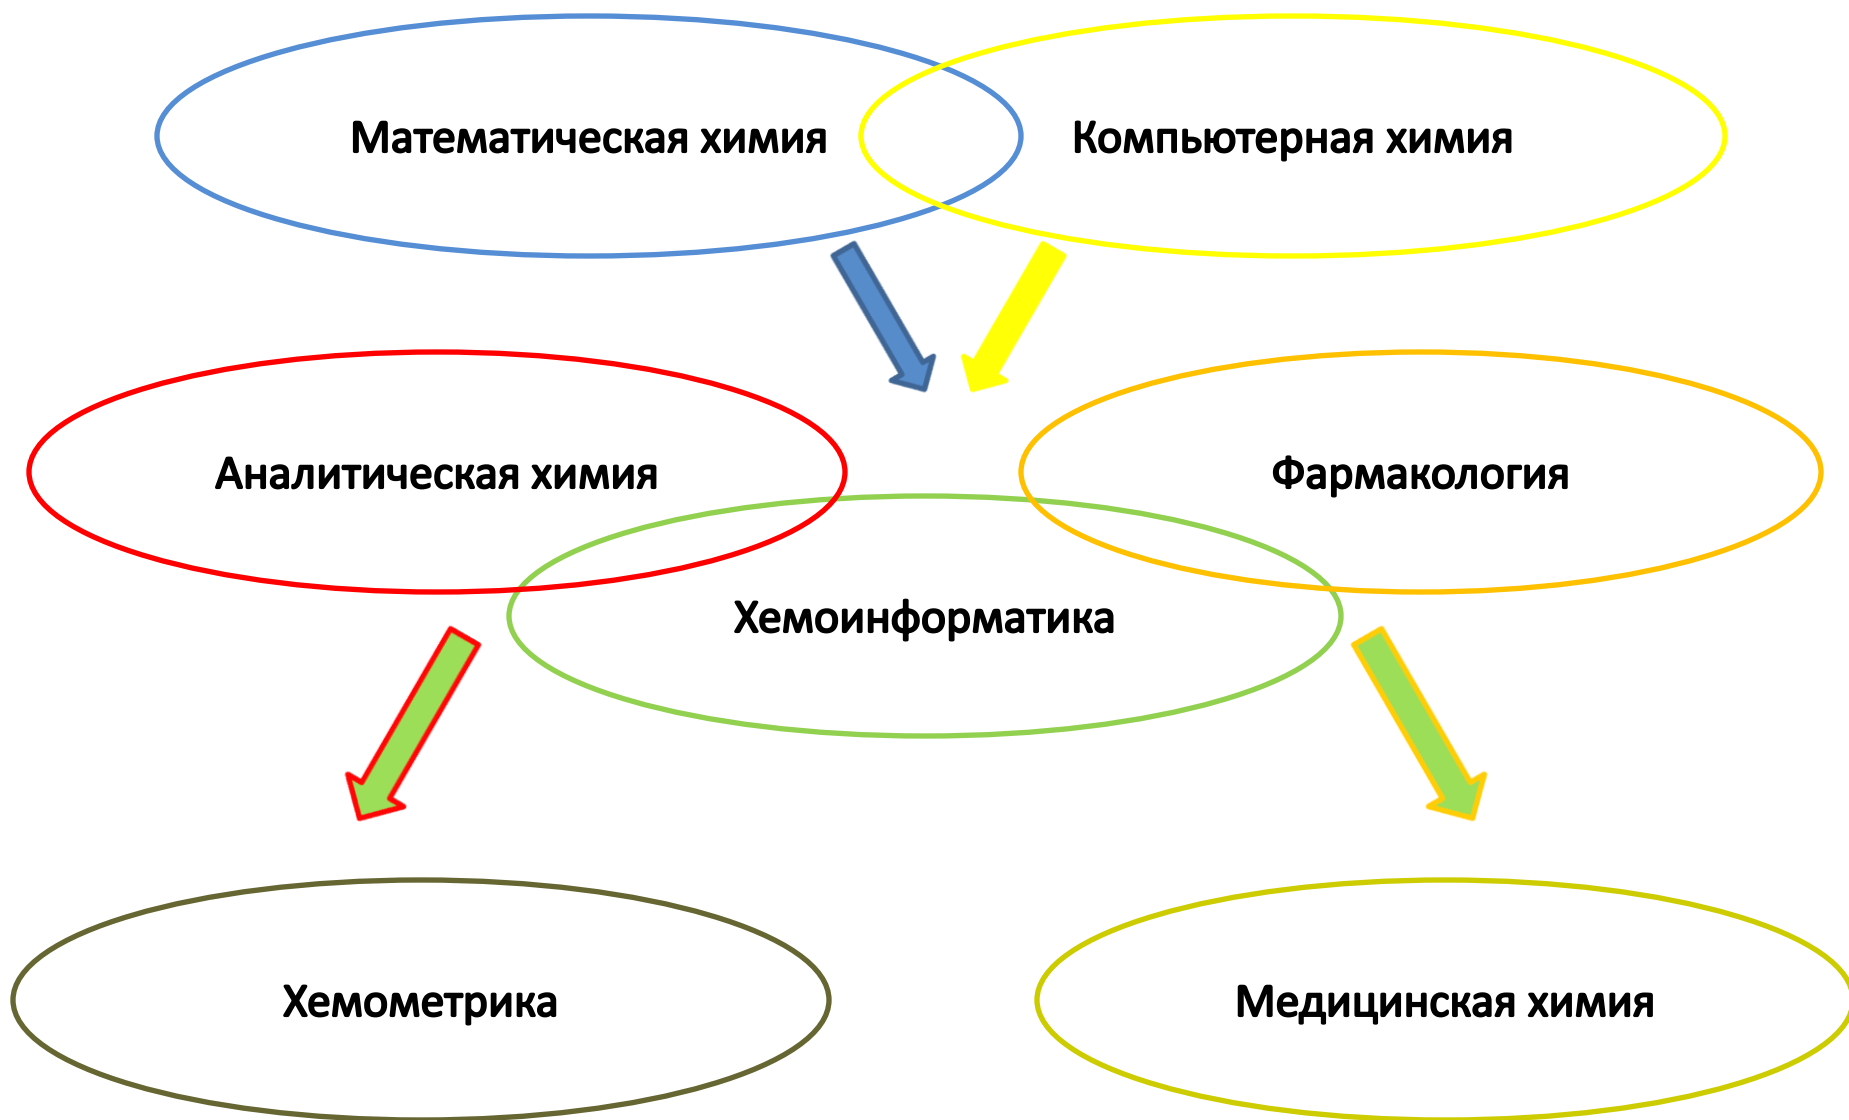 Математическая химия
Компьютерная химия
Аналитическая химия
Фармакология
Хемоинформатика
Хемометрика
Медицинская химия